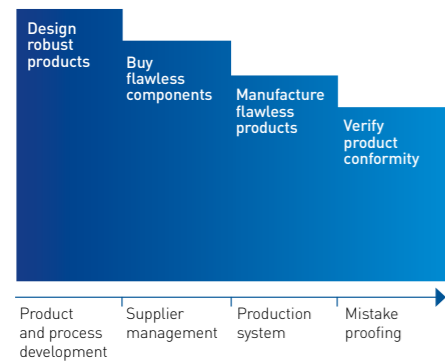 Design
robust
products
Buy
flawless
components
Manufacture
flawless
products
Verify
product
conformity
Product
and process
development
Supplier
management
Production
system
Mistake
proofing